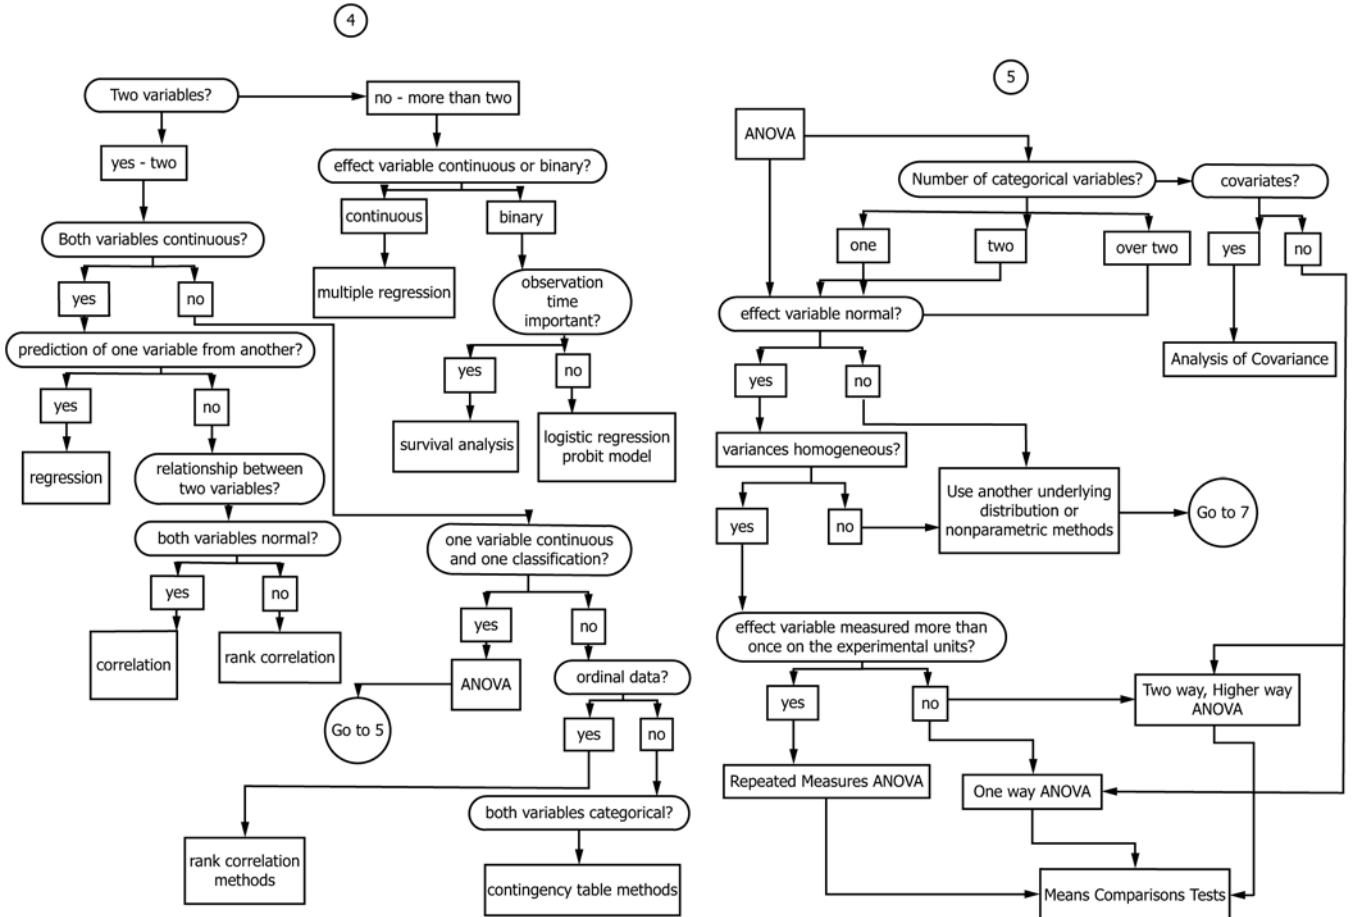 4
Two variables?
no - more than two
yes - two
effect variable continuous or binary?
continuous
binary
Both variables continuous?
yes
no
multiple regression
observation
time
important?
prediction of one variable from another?
yes
no
yes
no
regression
survival analysis
logistic regression
probit model
relationship between
two variables?
both variables normal?
one variable continuous
and one classification?
yes
no
yes
no
correlation
rank correlation
ANOVA
ordinal data?
Go to 5
yes
no
both variables categorical?
rank correlation
methods
contingency table methods
5
ANOVA
Number of categorical variables?
covariates?
one
two
over two
yes
no
effect variable normal?
Analysis of Covariance
yes
no
variances homogeneous?
Use another underlying
distribution or
nonparametric methods
Go to 7
yes
no
effect variable measured more than
once on the experimental units?
yes
no
Two way, Higher way
ANOVA
Repeated Measures ANOVA
One way ANOVA
Means Comparisons Tests